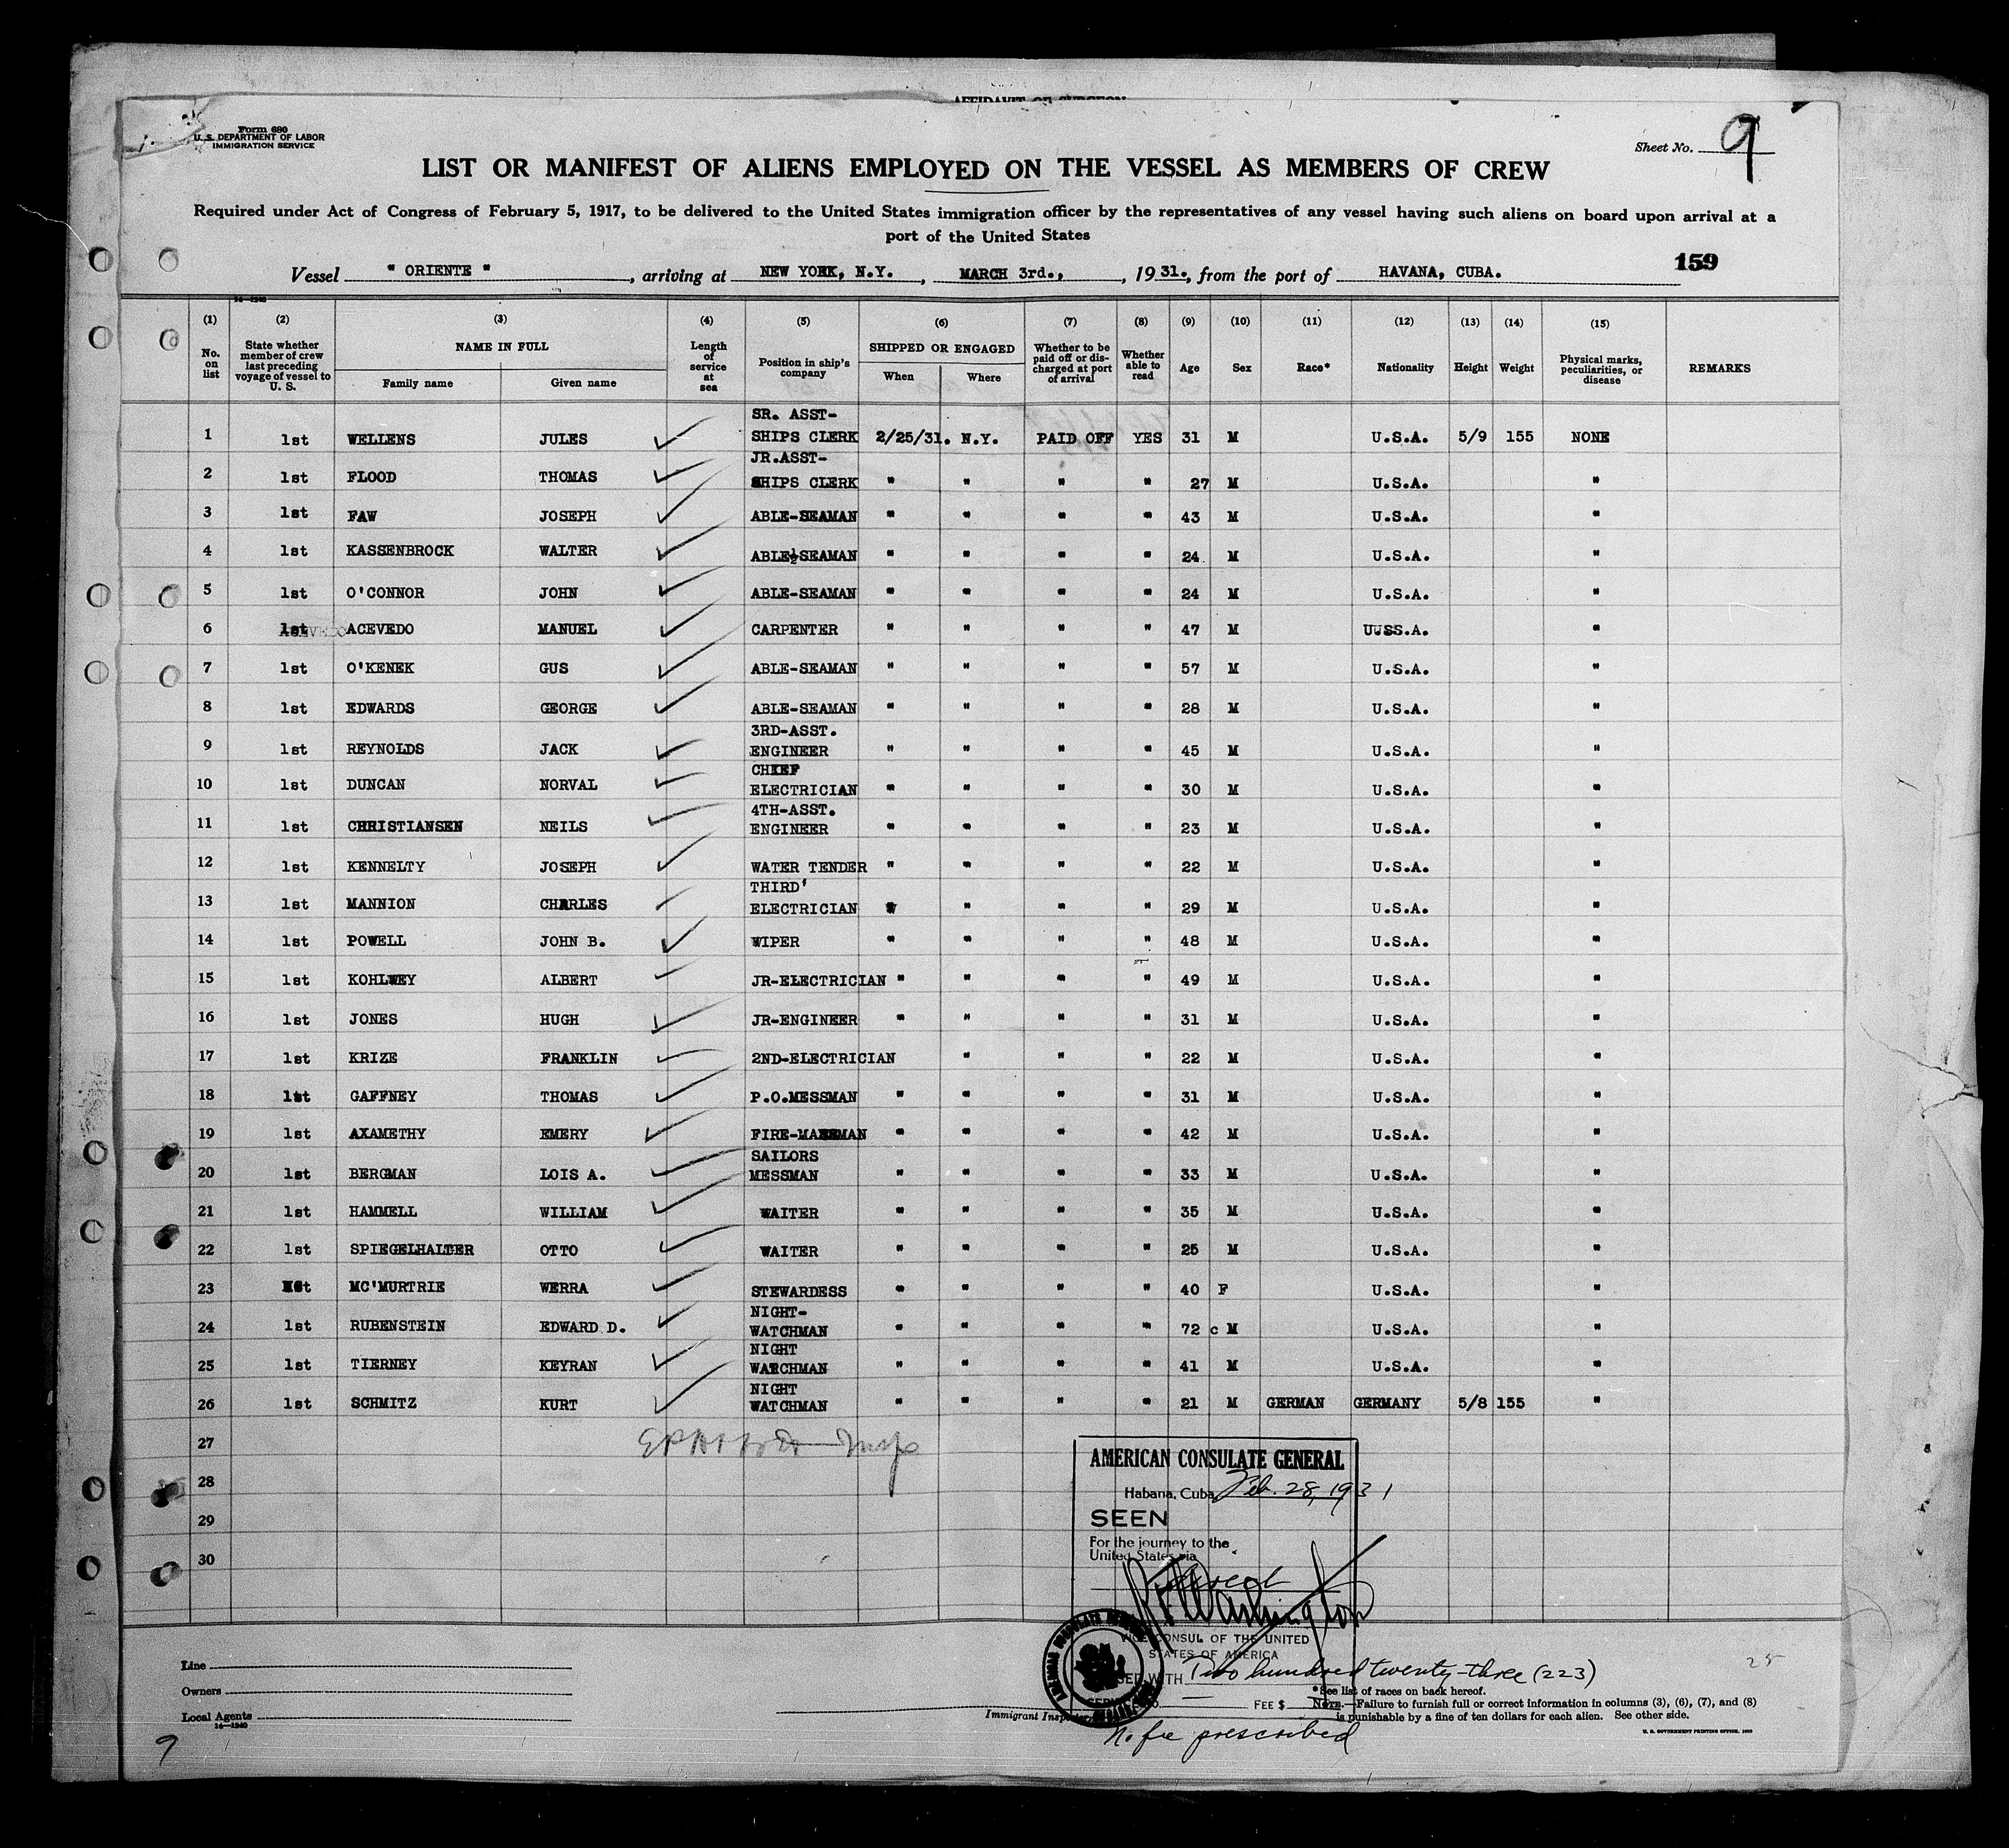 AFFIDAVIT OF SURGEON
Form 680
U. S. DEPARTMENT OF LABOR
IMMIGRATION SERVICE
Sheet No. 9
LIST OR MANIFEST OF ALIENS EMPLOYED ON THE VESSEL AS MEMBERS OF CREW
Required under Act of Congress of February 5, 1917, to be delivered to the United States immigration officer by the representatives of any vessel having such aliens on board upon arrival at a
port of the United States
159
Vessel " ORIENTE ", arriving at NEW YORK, N.Y., MARCH 3rd., 1931., from the port of HAVANA, CUBA.
14—1240
(1) (2) (3) (4) (5) (6) (7) (8) (9) (10) (11) (12) (13) (14) (15)
No. on list State whether member of crew last preceding voyage of vessel to U. S. NAME IN FULL Family name Given name Length of service at sea Position in ship's company SHIPPED OR ENGAGED When Where Whether to be paid off or discharged at port of arrival Whether able to read Age Sex Race* Nationality Height Weight Physical marks, peculiarities, or disease REMARKS
1 1st WELLENS JULES SR. ASST- SHIPS CLERK 2/25/31. N.Y. PAID OFF YES 31 M U.S.A. 5/9 155 NONE
2 1st FLOOD THOMAS JR.ASST- SHIPS CLERK " " " " 27 M U.S.A. "
3 1st FAW JOSEPH ABLE-SEAMAN " " " " 43 M U.S.A. "
4 1st KASSENBROCK WALTER ABLE-SEAMAN " " " " 24 M U.S.A. "
5 1st O'CONNOR JOHN ABLE-SEAMAN " " " " 24 M U.S.A. "
6 1st ACEVEDO MANUEL CARPENTER " " " " 47 M UUSS.A. "
7 1st O'KENEK GUS ABLE-SEAMAN " " " " 57 M U.S.A. "
8 1st EDWARDS GEORGE ABLE-SEAMAN " " " " 28 M U.S.A. "
9 1st REYNOLDS JACK 3RD-ASST. ENGINEER " " " " 45 M U.S.A. "
10 1st DUNCAN NORVAL CHIEF ELECTRICIAN " " " " 30 M U.S.A. "
11 1st CHRISTIANSEN NEILS 4TH-ASST. ENGINEER " " " " 23 M U.S.A. "
12 1st KENNELTY JOSEPH WATER TENDER " " " " 22 M U.S.A. "
13 1st MANNION CHARLES THIRD' ELECTRICIAN " " " " 29 M U.S.A. "
14 1st POWELL JOHN B. WIPER " " " " 48 M U.S.A. "
15 1st KOHLWEY ALBERT JR-ELECTRICIAN " " " " 49 M U.S.A. "
16 1st JONES HUGH JR-ENGINEER " " " " 31 M U.S.A. "
17 1st KRIZE FRANKLIN 2ND-ELECTRICIAN " " " 22 M U.S.A. "
18 1st GAFFNEY THOMAS P.O.MESSMAN " " " " 31 M U.S.A. "
19 1st AXAMETHY EMERY FIRE-MASSMAN " " " " 42 M U.S.A. "
20 1st BERGMAN LOIS A. SAILORS MESSMAN " " " " 33 M U.S.A. "
21 1st HAMMELL WILLIAM WAITER " " " " 35 M U.S.A. "
22 1st SPIEGELHALTER OTTO WAITER " " " " 25 M U.S.A. "
23 1st MC'MURTRIE WERRA STEWARDESS " " " " 40 F U.S.A. "
24 1st RUBENSTEIN EDWARD D. NIGHT- WATCHMAN " " " " 72 c M U.S.A. "
25 1st TIERNEY KEYRAN NIGHT WATCHMAN " " " " 41 M U.S.A. "
26 1st SCHMITZ KURT NIGHT WATCHMAN " " " " 21 M GERMAN GERMANY 5/8 155 "
27
28
29
30
AMERICAN CONSULATE GENERAL
Habana, Cuba Feb. 28, 1931
SEEN
For the journey to the
United States via
direct
Washington
VICE CONSUL OF THE UNITED
STATES OF AMERICA
Two hundred twenty-three (223)
25
Line
Owners
Local Agents
14—1240
Immigrant Inspector
FEE $
*See list of races on back hereof.
NOTE.—Failure to furnish full or correct information in columns (3), (6), (7), and (8)
is punishable by a fine of ten dollars for each alien. See other side.
U. S. GOVERNMENT PRINTING OFFICE
No fee prescribed
9